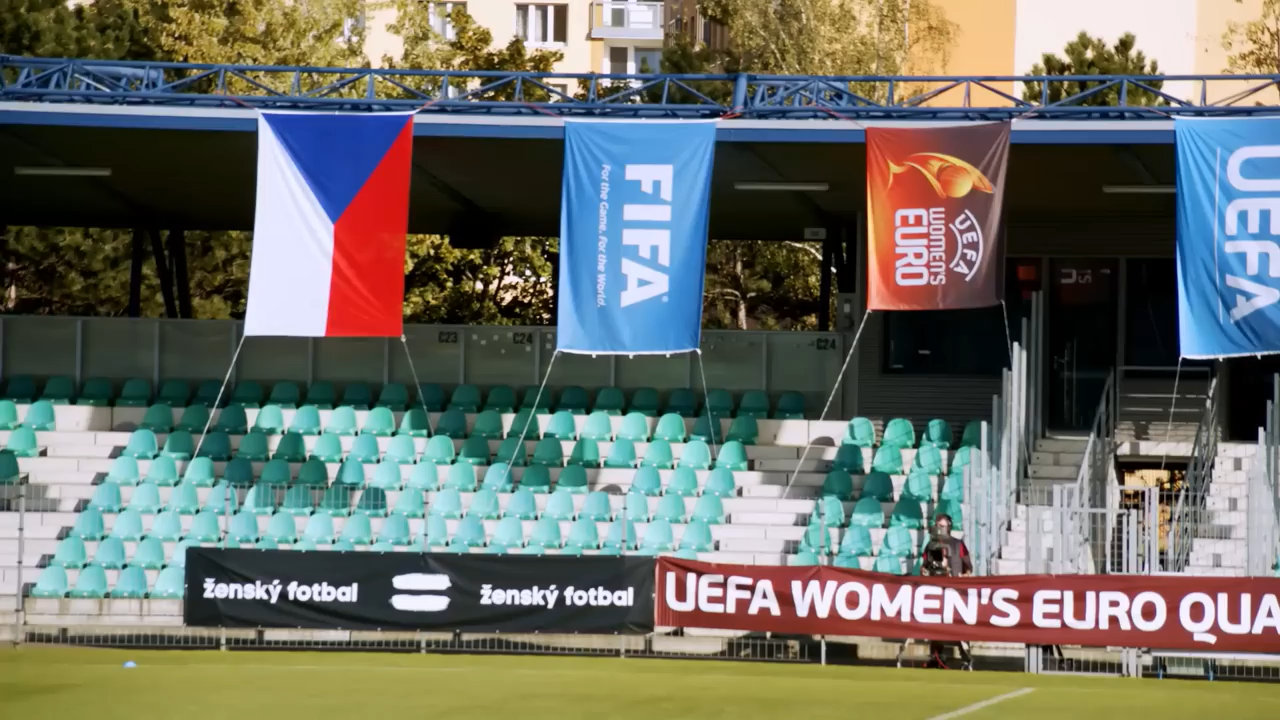 FIFA
For the Game. For the World.
UEFA
WOMEN'S
EURO
UEFA
C23
C24
C24
ženský fotbal = ženský fotbal
UEFA WOMEN'S EURO QUA